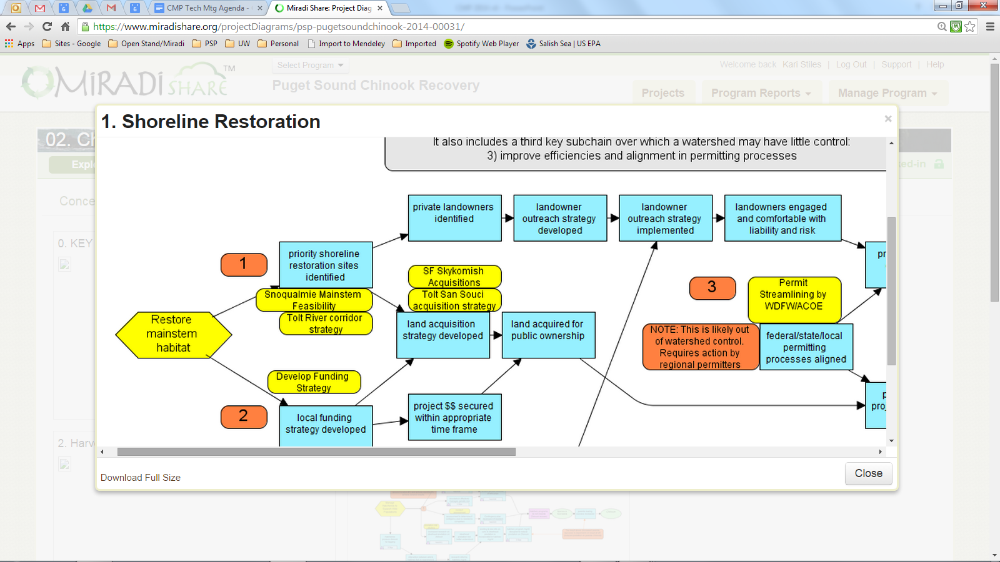 CMP Tech Mtg Agenda -
Miradi Share: Project Diag
https://www.miradishare.org/projectDiagrams/psp-pugetsoundchinook-2014-00031/
Apps
Sites - Google
Open Stand/Miradi
PSP
UW
Personal
Import to Mendeley
Imported
Spotify Web Player
Salish Sea | US EPA
MiRADI SHARE™
Select Program
Welcome back Kari Stiles | Log Out | Support | Help
Puget Sound Chinook Recovery
Projects
Program Reports
Manage Program
02. Ch
Expl
ked-in
Conce
0. KEY
2. Harv
1. Shoreline Restoration
×
It also includes a third key subchain over which a watershed may have little control:
3) improve efficiencies and alignment in permitting processes
private landowners
identified
landowner
outreach strategy
developed
landowner
outreach strategy
implemented
landowners engaged
and comfortable with
liability and risk
pr
1
priority shoreline
restoration sites
identified
Snoqualmie Mainstem
Feasibility
Tolt River corridor
strategy
SF Skykomish
Acquisitions
Tolt San Souci
acquisition strategy
land acquisition
strategy developed
land acquired for
public ownership
3
Permit
Streamlining by
WDFW/ACOE
NOTE: This is likely out
of watershed control.
Requires action by
regional permitters
federal/state/local
permitting
processes aligned
Restore
mainstem
habitat
Develop Funding
Strategy
2
local funding
strategy developed
project $$ secured
within appropriate
time frame
p
proj
Download Full Size
Close